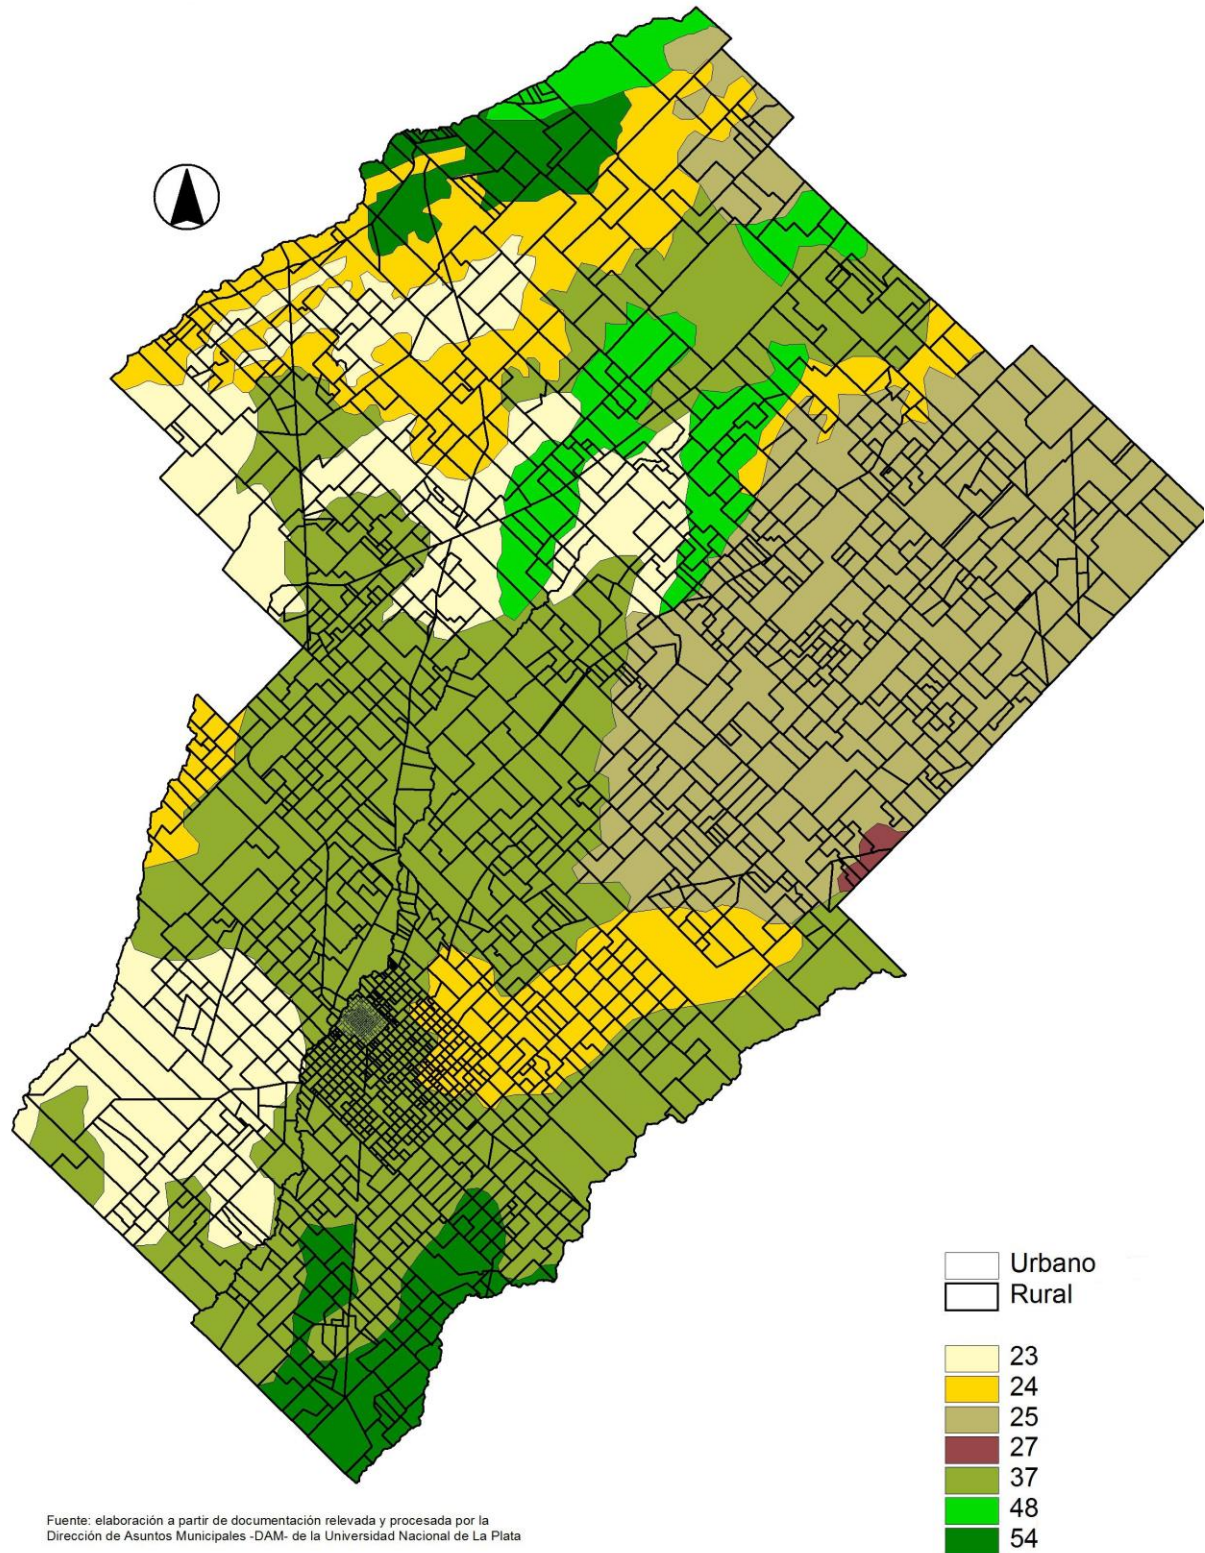 Urbano
Rural
23
24
25
27
37
48
54
Fuente: elaboración a partir de documentación relevada y procesada por la
Dirección de Asuntos Municipales -DAM- de la Universidad Nacional de La Plata